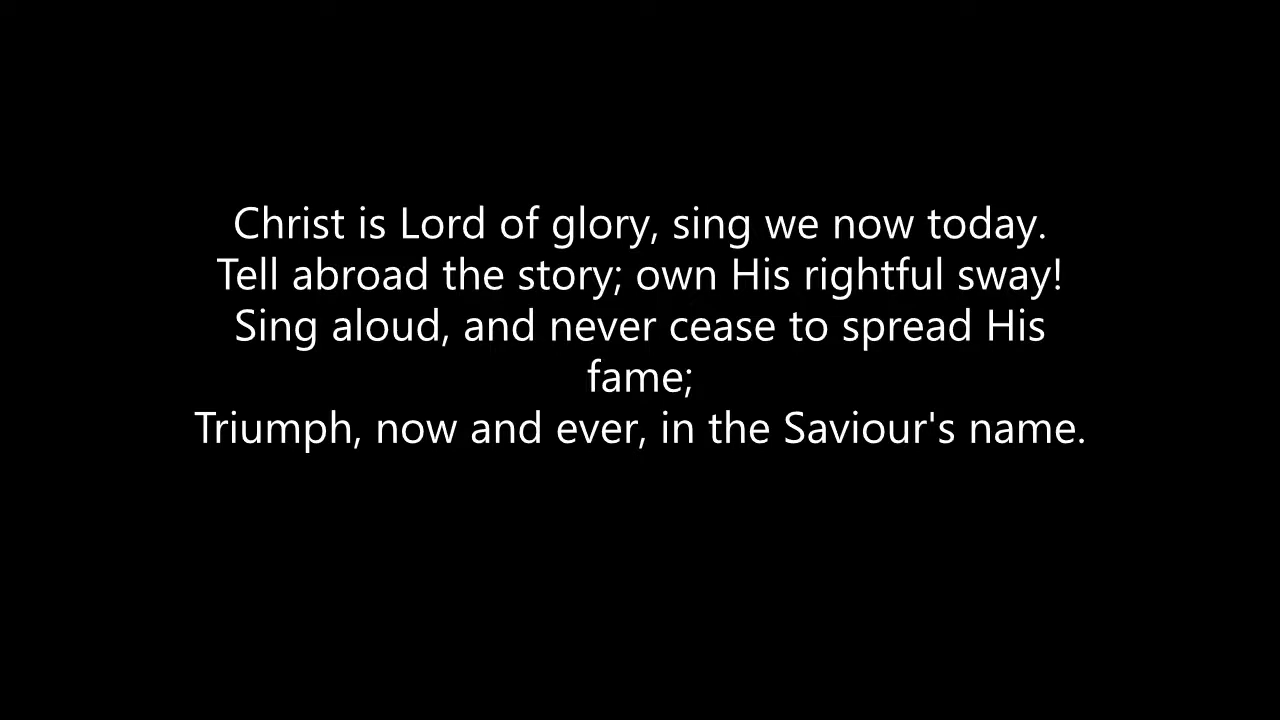 Christ is Lord of glory, sing we now today.
Tell abroad the story; own His rightful sway!
Sing aloud, and never cease to spread His
fame;
Triumph, now and ever, in the Saviour's name.